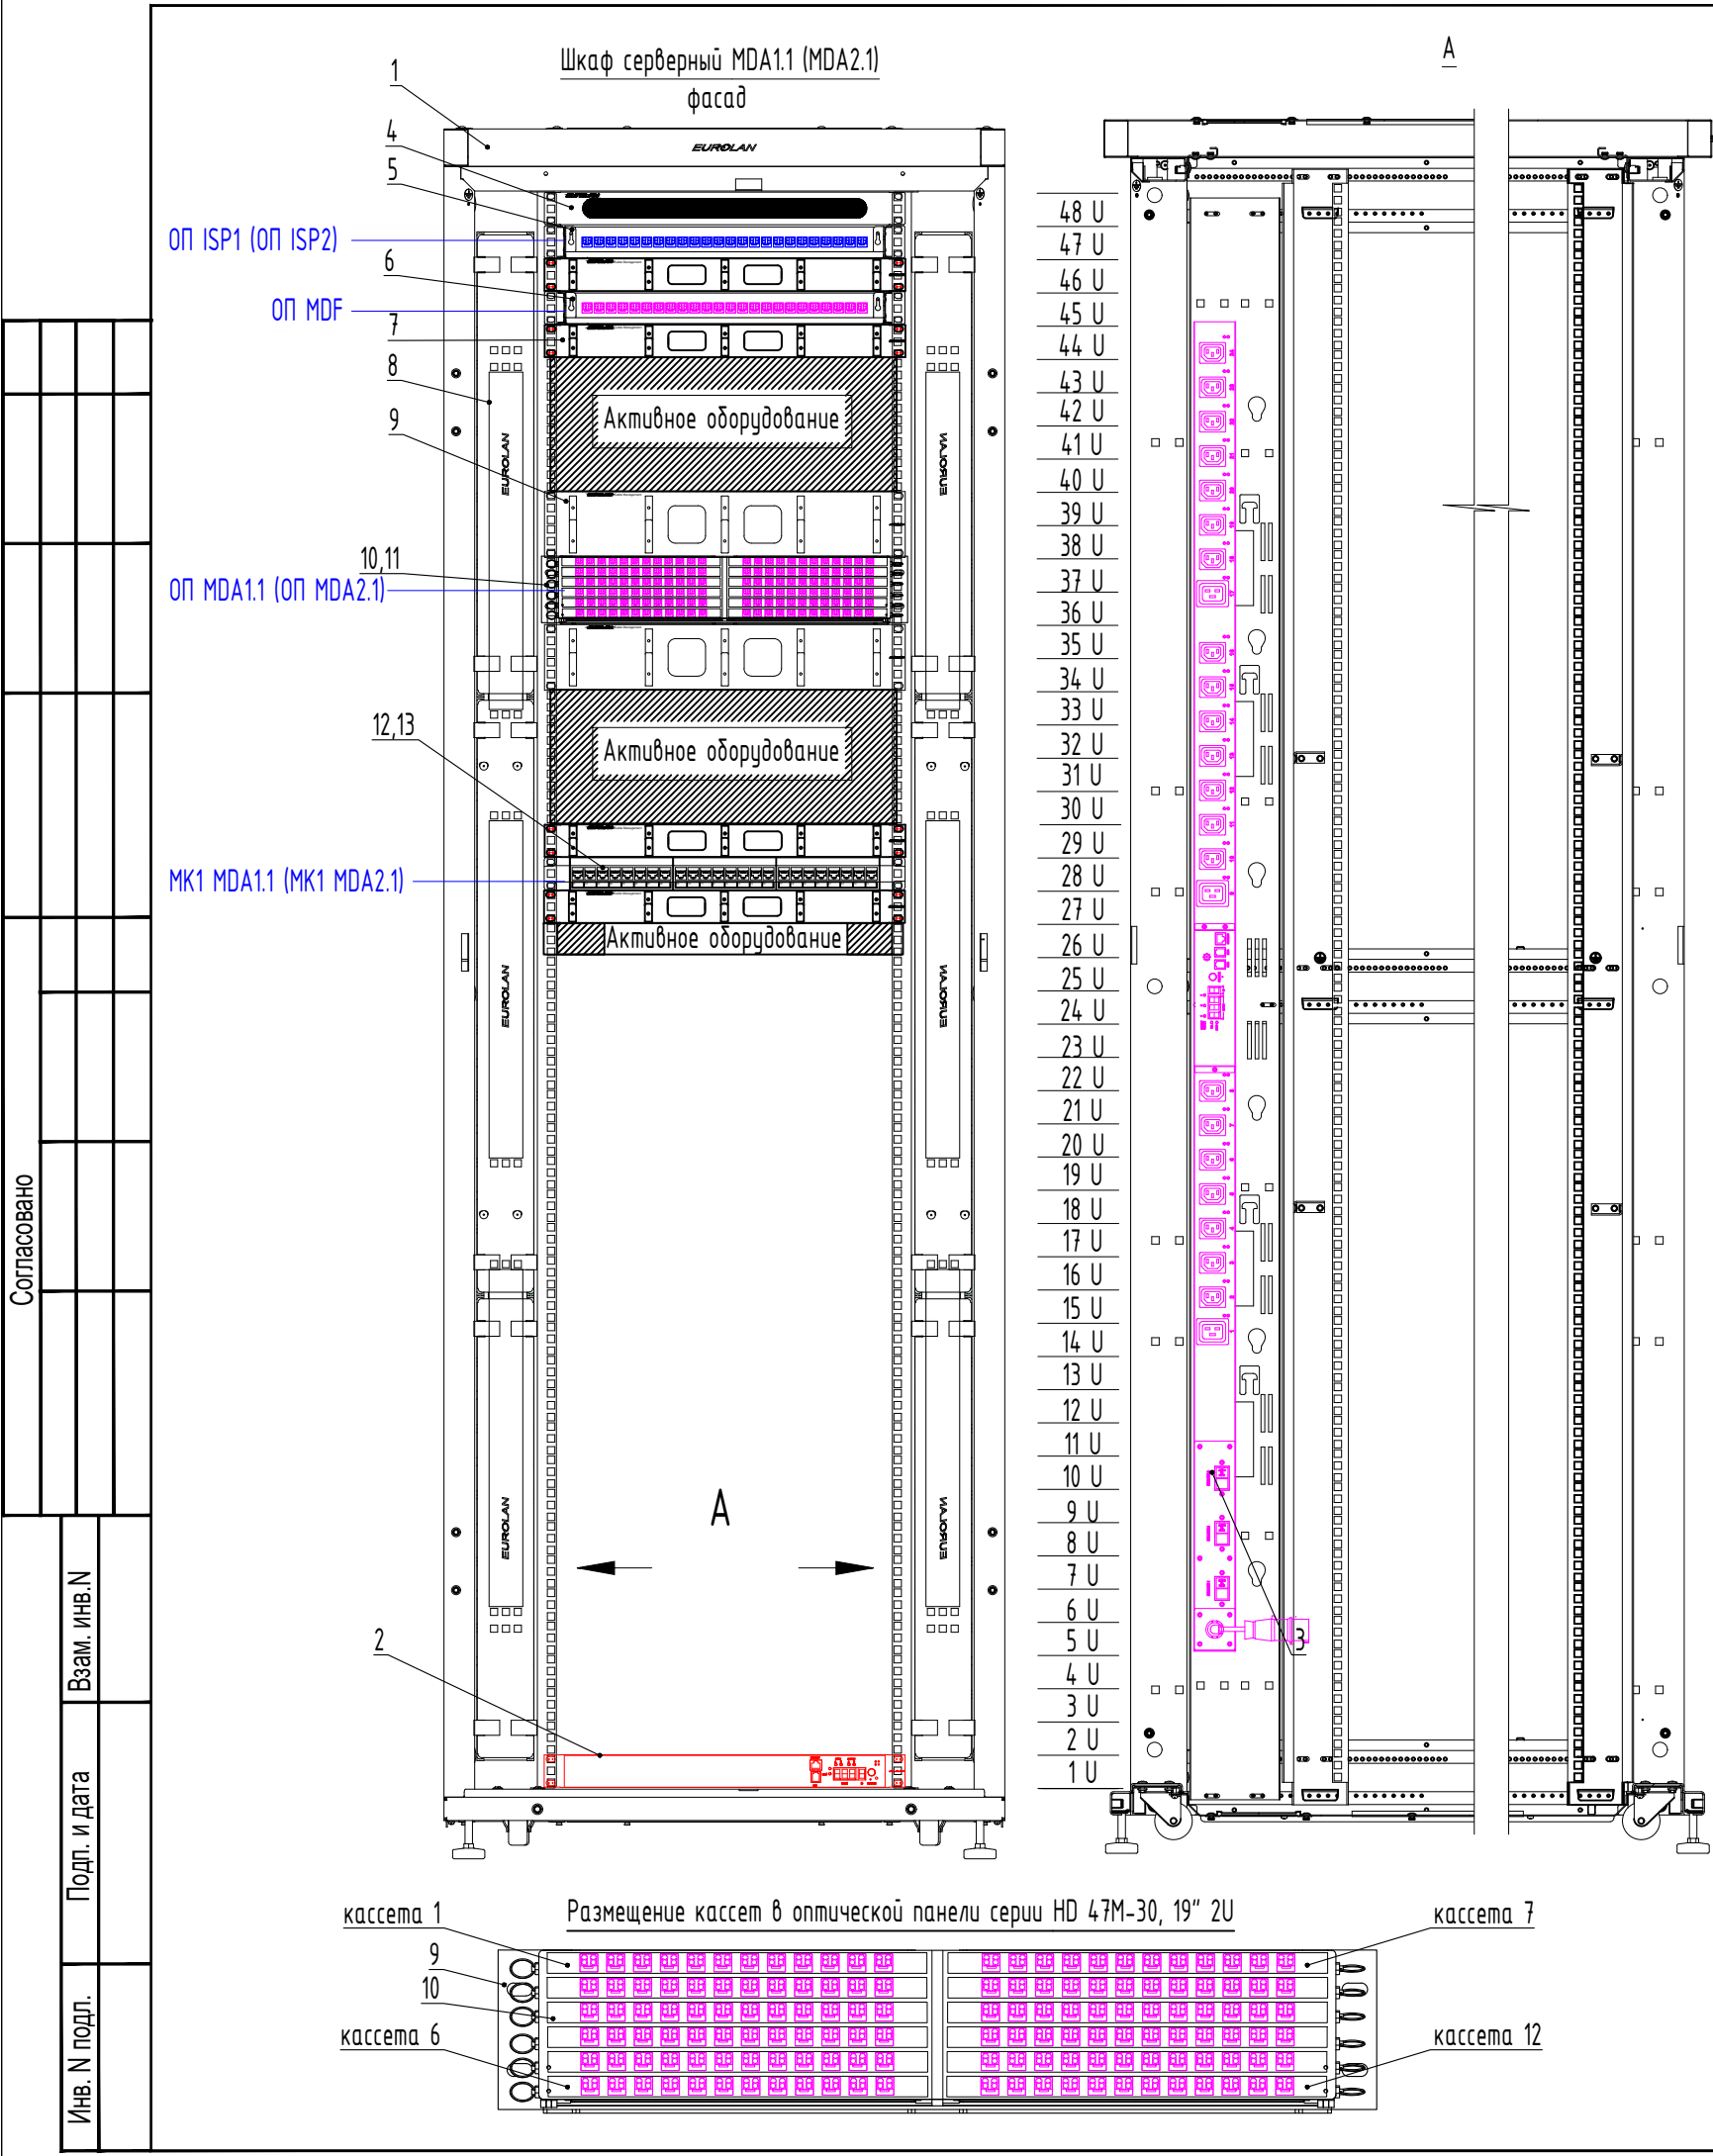 Шкаф серверный MDA1.1 (MDA2.1)
фасад
A
1
4
5
ОП ISP1 (ОП ISP2)
6
ОП MDF
7
8
9
10,11
ОП MDA1.1 (ОП MDA2.1)
12,13
МК1 MDA1.1 (МК1 MDA2.1)
2
EUROLAN
Активное оборудование
EUROLAN
EUROLAN
Активное оборудование
Активное оборудование
EUROLAN
EUROLAN
A
EUROLAN
EUROLAN
48 U
47 U
46 U
45 U
44 U
43 U
42 U
41 U
40 U
39 U
38 U
37 U
36 U
35 U
34 U
33 U
32 U
31 U
30 U
29 U
28 U
27 U
26 U
25 U
24 U
23 U
22 U
21 U
20 U
19 U
18 U
17 U
16 U
15 U
14 U
13 U
12 U
11 U
10 U
9 U
8 U
7 U
6 U
5 U
4 U
3 U
2 U
1 U
3
Размещение кассет в оптической панели серии HD 47M-30, 19" 2U
кассета 1
9
10
кассета 6
кассета 7
кассета 12
Согласовано
Взам. инв.N
Подп. и дата
Инв. N подл.